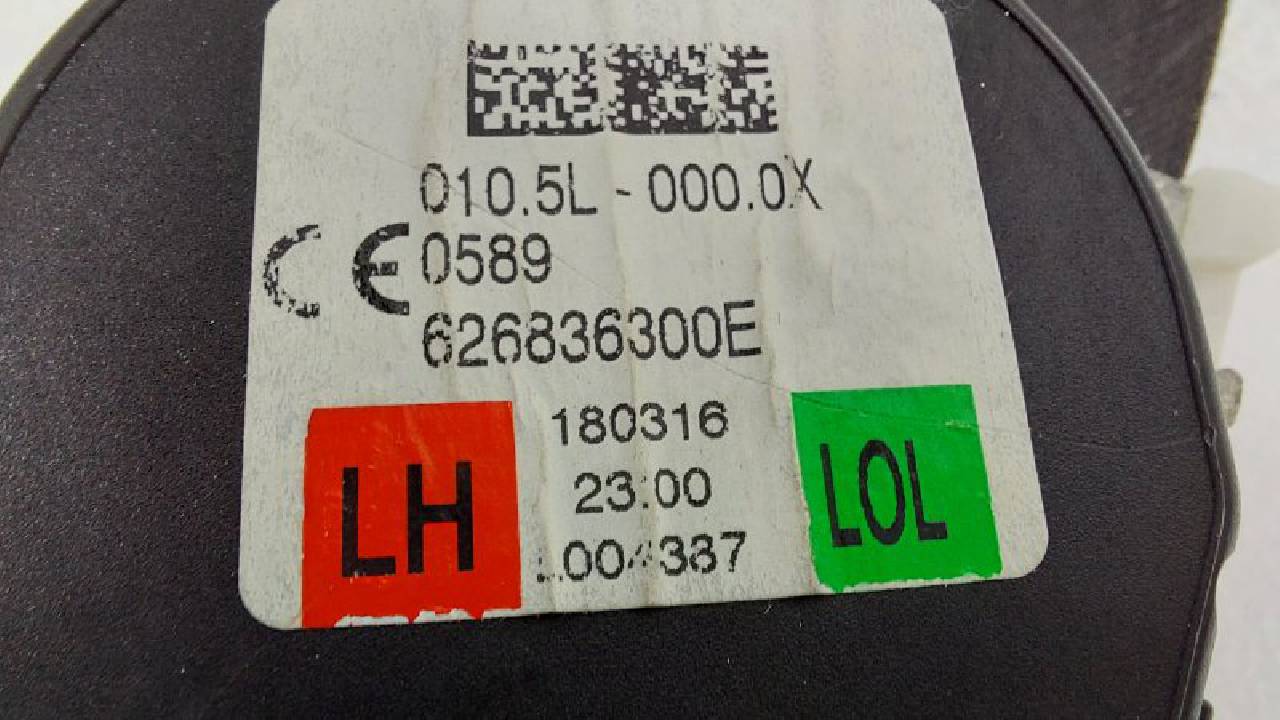 010.5L - 000.0X
CE 0589
626836300E
LH
180316
23:00
LOL